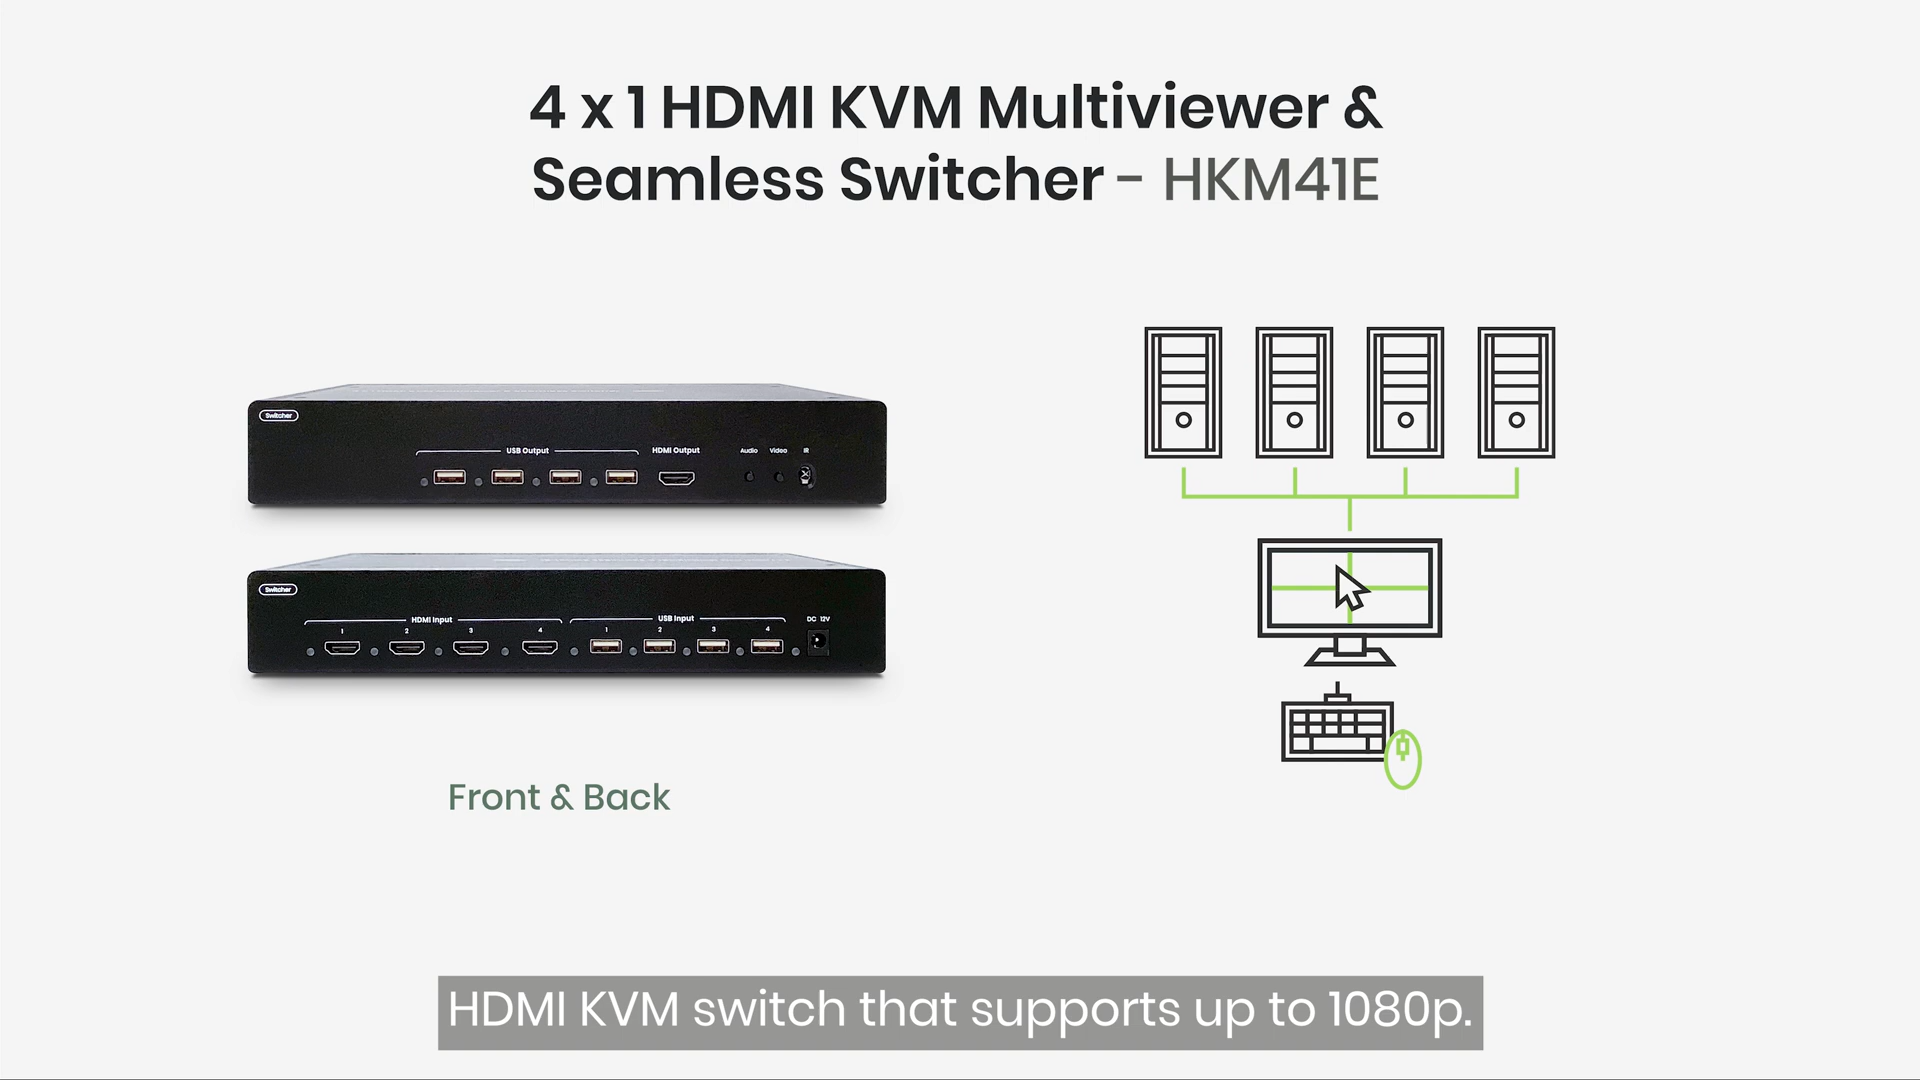 4 x 1 HDMI KVM Multiviewer &
Seamless Switcher - HKM41E
Switcher
USB Output
HDMI Output
Audio
Video
IR
Switcher
HDMI Input
1 2 3 4
USB Input
1 2 3 4
DC 12V
Front & Back
HDMI KVM switch that supports up to 1080p.